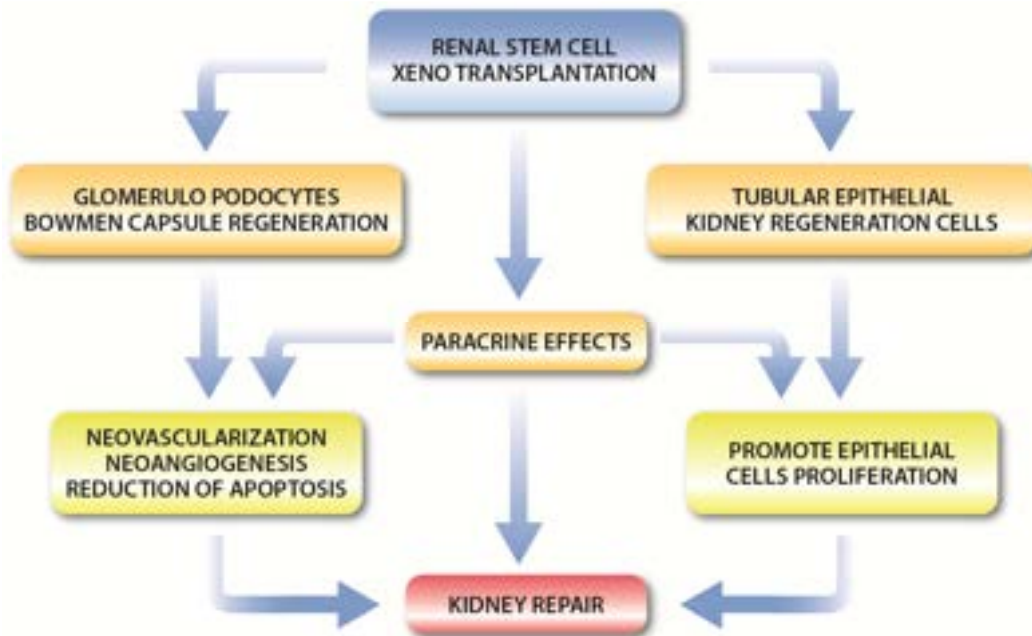 RENAL STEM CELL
XENO TRANSPLANTATION
GLOMERULO PODOCYTES
BOWMEN CAPSULE REGENERATION
TUBULAR EPITHELIAL
KIDNEY REGENERATION CELLS
PARACRINE EFFECTS
NEOVASCULARIZATION
NEOANGIOGENESIS
REDUCTION OF APOPTOSIS
PROMOTE EPITHELIAL
CELLS PROLIFERATION
KIDNEY REPAIR